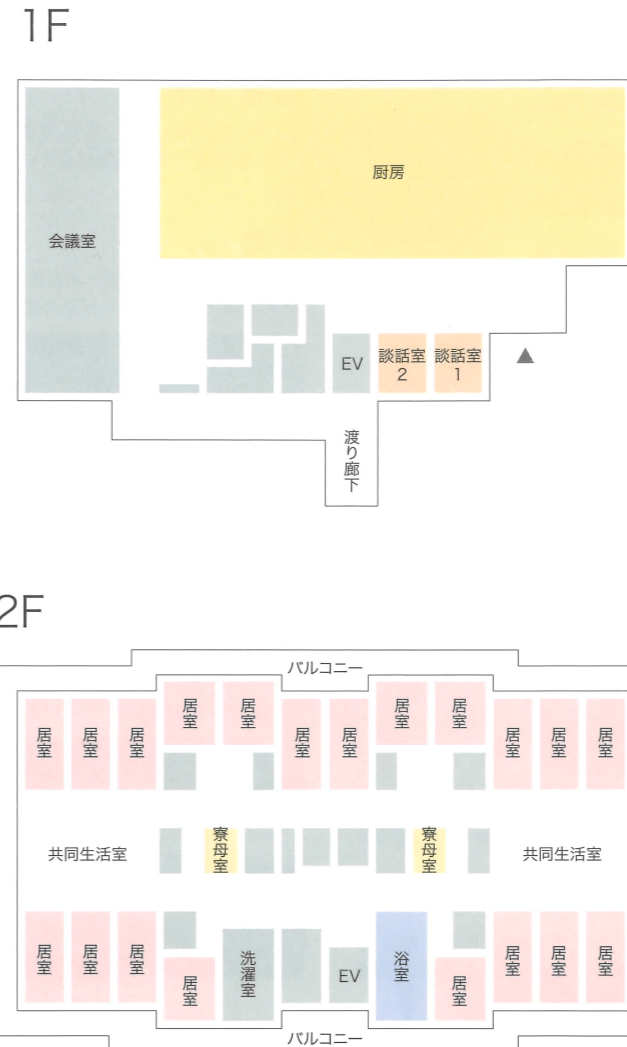 1F
厨房
会議室
EV
談話室
2
談話室
1
▲
渡り廊下
2F
バルコニー
居室
居室
居室
居室
居室
居室
居室
居室
居室
居室
居室
居室
共同生活室
寮母室
寮母室
共同生活室
居室
居室
居室
居室
洗濯室
EV
浴室
居室
居室
居室
居室
バルコニー